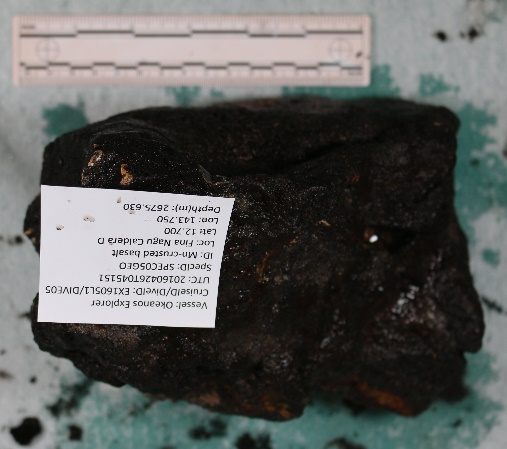 Vessel: Okeanos Explorer
CruiseID/DiveID: EX1605L1/DIVE05
UTC: 20160426T045151
SpecID: SPEC05GEO
ID: Mn-crusted basalt
Loc: Fina Nagu Caldera D
Lat: 12.700
Lon: 143.750
Depth(m): 2675.630